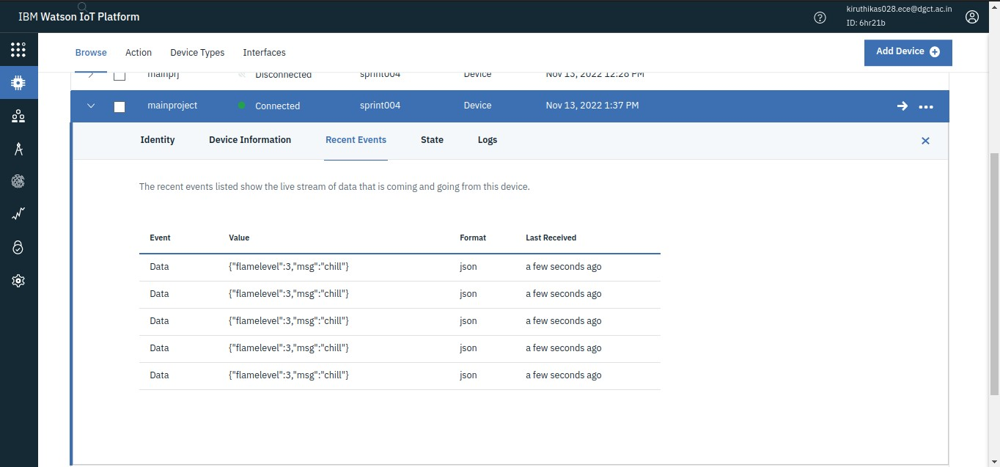 IBM Watson IoT Platform
kiruthikas028.ece@dgct.ac.in
ID: 6hr21b
Browse Action Device Types Interfaces
Add Device
mainprj Disconnected sprint004 Device Nov 13, 2022 12:28 PM
mainproject Connected sprint004 Device Nov 13, 2022 1:37 PM
Identity Device Information Recent Events State Logs
The recent events listed show the live stream of data that is coming and going from this device.
Event Value Format Last Received
Data {"flamelevel":3,"msg":"chill"} json a few seconds ago
Data {"flamelevel":3,"msg":"chill"} json a few seconds ago
Data {"flamelevel":3,"msg":"chill"} json a few seconds ago
Data {"flamelevel":3,"msg":"chill"} json a few seconds ago
Data {"flamelevel":3,"msg":"chill"} json a few seconds ago